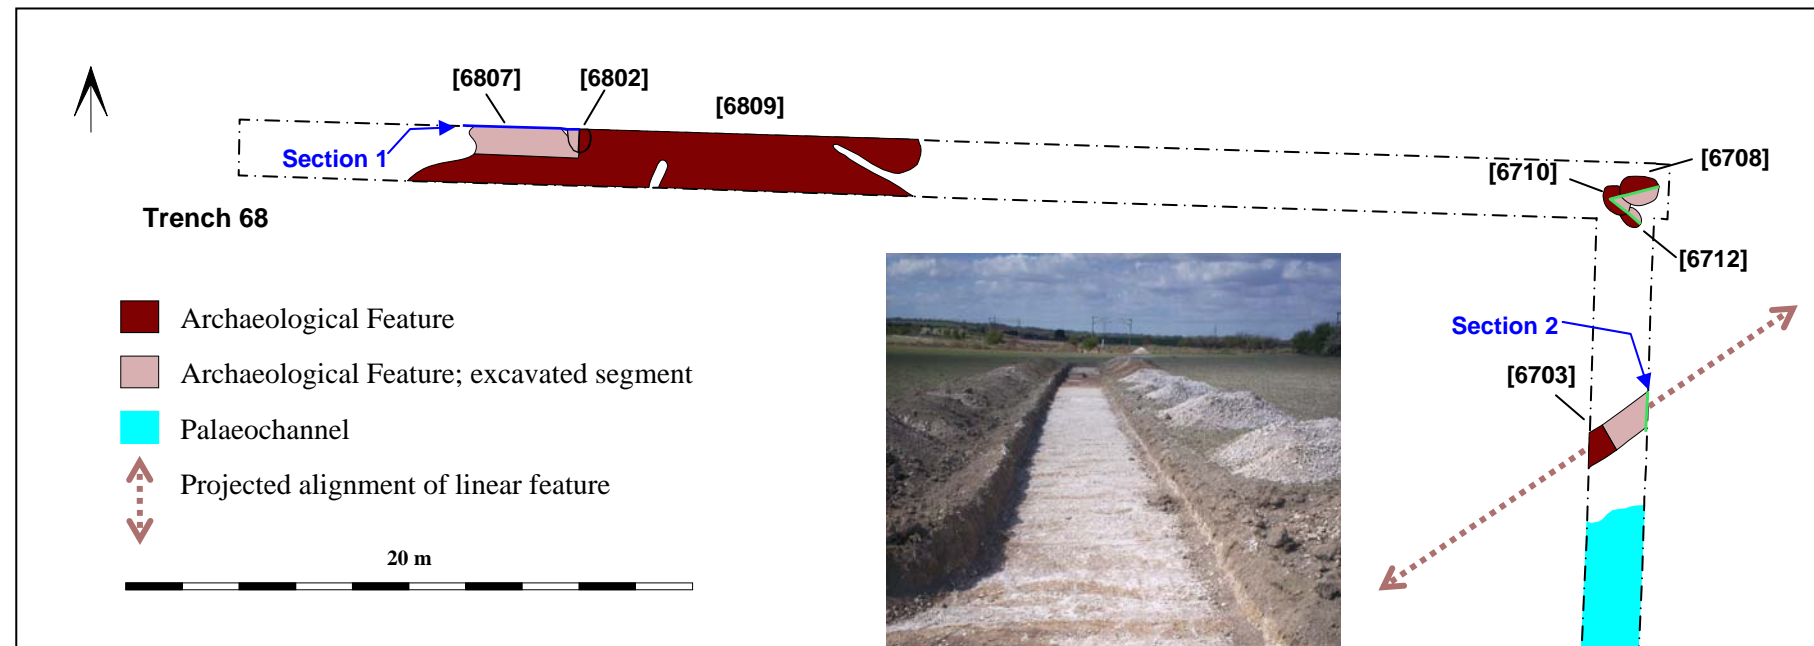 [6807]
[6802]
[6809]
Section 1
[6708]
[6710]
Trench 68
[6712]
Archaeological Feature
Section 2
Archaeological Feature; excavated segment
[6703]
Palaeochannel
Projected alignment of linear feature
20 m